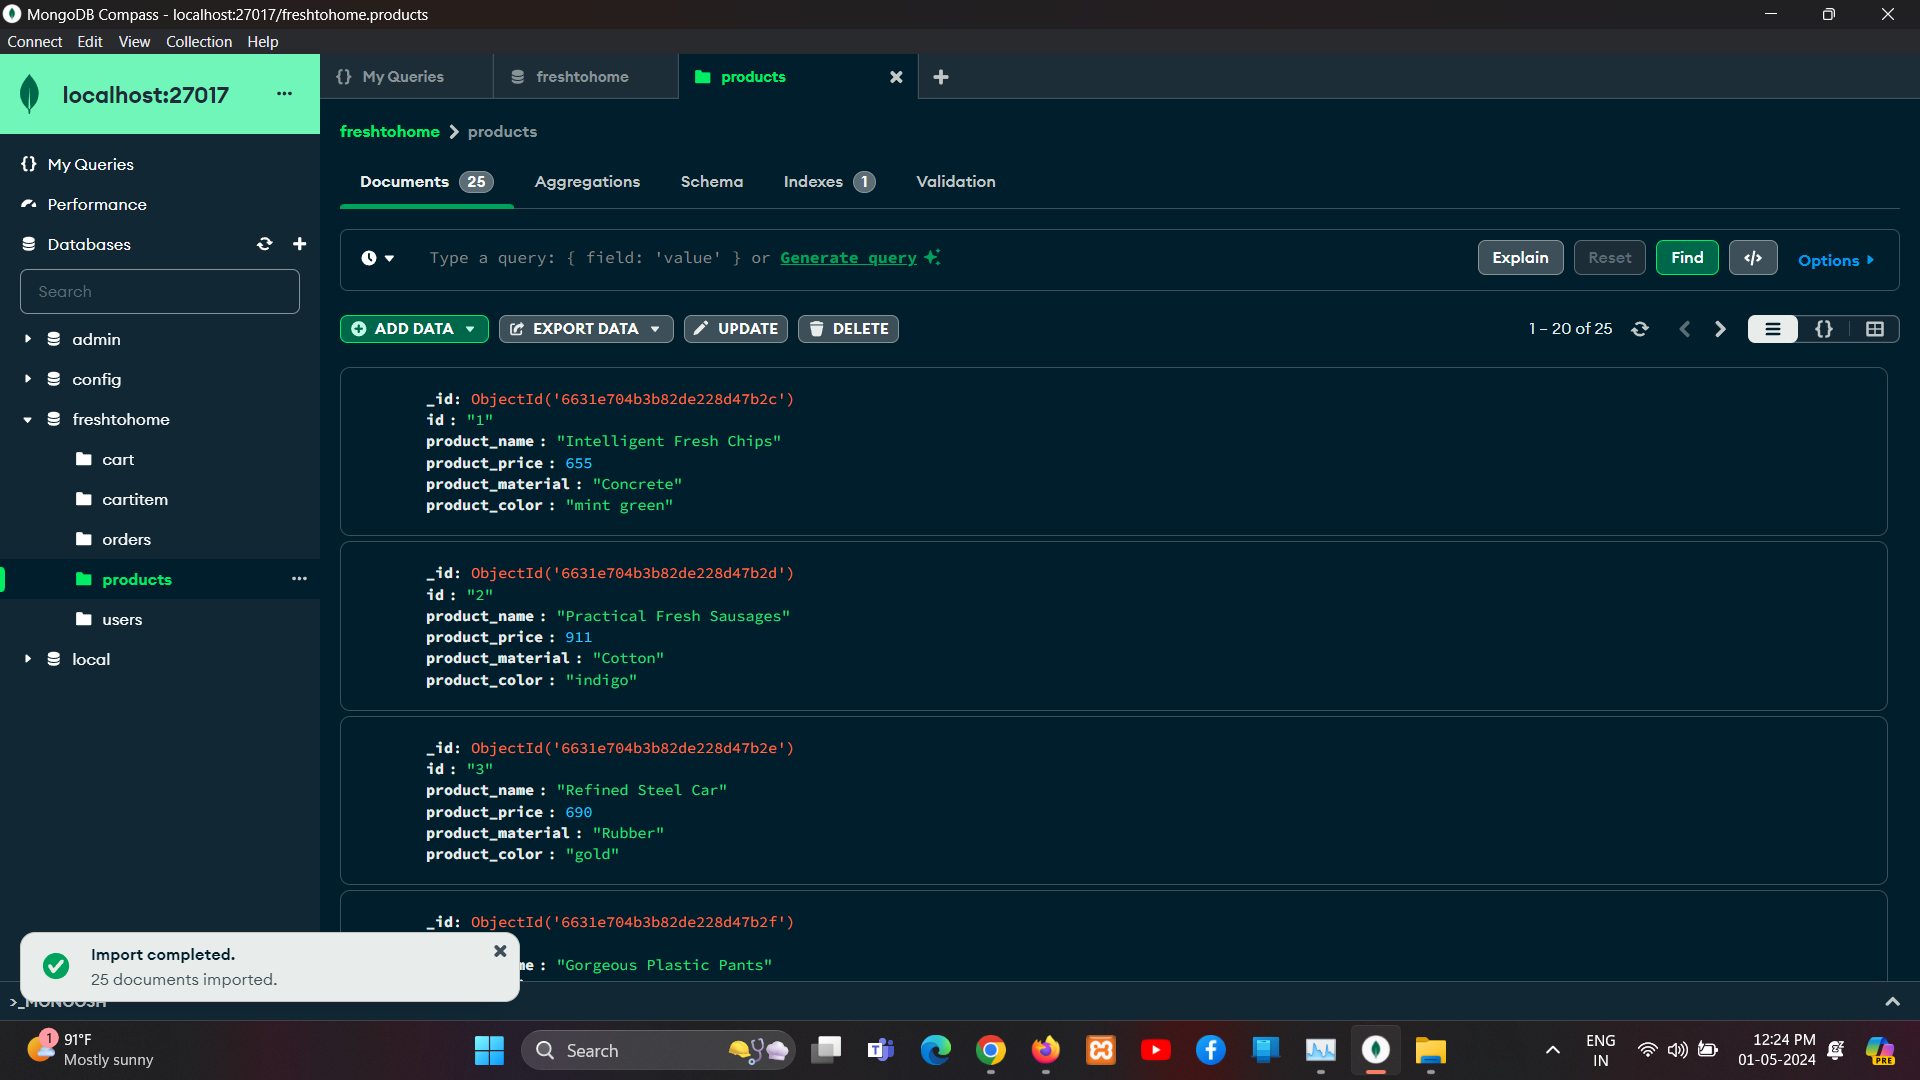 MongoDB Compass - localhost:27017/freshtohome.products
Connect Edit View Collection Help
localhost:27017 ...
My Queries
Performance
Databases
Search
admin
config
freshtohome
cart
cartitem
orders
products ...
users
local
{} My Queries
freshtohome
products
freshtohome > products
Documents 25 Aggregations Schema Indexes 1 Validation
Type a query: { field: 'value' } or Generate query
Explain Reset Find </> Options
ADD DATA EXPORT DATA UPDATE DELETE
1 – 20 of 25 {}
_id: ObjectId('6631e704b3b82de228d47b2c')
id : "1"
product_name : "Intelligent Fresh Chips"
product_price : 655
product_material : "Concrete"
product_color : "mint green"
_id: ObjectId('6631e704b3b82de228d47b2d')
id : "2"
product_name : "Practical Fresh Sausages"
product_price : 911
product_material : "Cotton"
product_color : "indigo"
_id: ObjectId('6631e704b3b82de228d47b2e')
id : "3"
product_name : "Refined Steel Car"
product_price : 690
product_material : "Rubber"
product_color : "gold"
_id: ObjectId('6631e704b3b82de228d47b2f')
me : "Gorgeous Plastic Pants"
Import completed.
25 documents imported.
>_MONGOSH
1
91°F
Mostly sunny
Search
ENG
IN
12:24 PM
01-05-2024
PRE